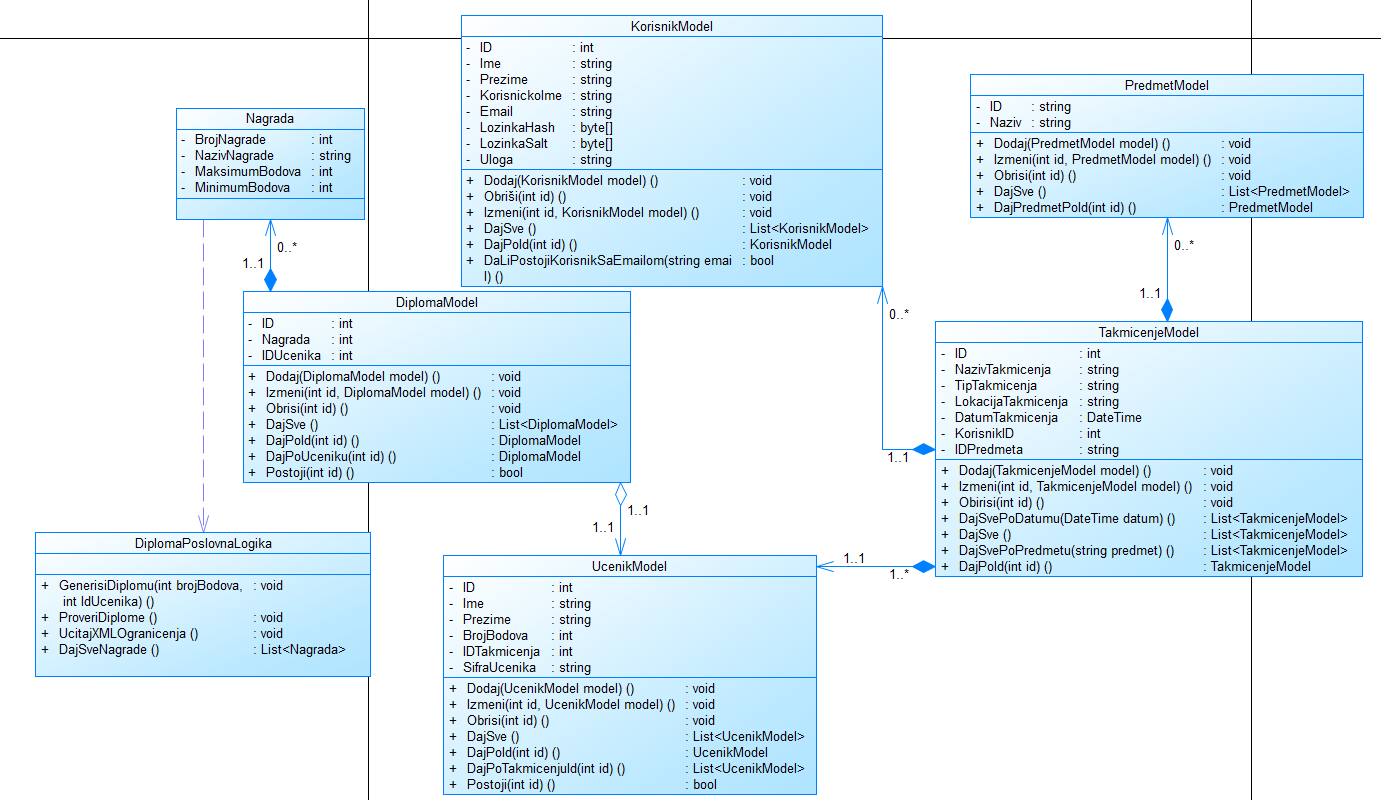 KorisnikModel
- ID : int
- Ime : string
- Prezime : string
- KorisnickoIme : string
- Email : string
- LozinkaHash : byte[]
- LozinkaSalt : byte[]
- Uloga : string
+ Dodaj(KorisnikModel model) () : void
+ Obriši(int id) () : void
+ Izmeni(int id, KorisnikModel model) () : void
+ DajSve () : List<KorisnikModel>
+ DajPoId(int id) () : KorisnikModel
+ DaLiPostojiKorisnikSaEmailom(string emai : bool
l) ()
PredmetModel
- ID : string
- Naziv : string
+ Dodaj(PredmetModel model) () : void
+ Izmeni(int id, PredmetModel model) () : void
+ Obrisi(int id) () : void
+ DajSve () : List<PredmetModel>
+ DajPredmetPoId(int id) () : PredmetModel
Nagrada
- BrojNagrade : int
- NazivNagrade : string
- MaksimumBodova : int
- MinimumBodova : int
0..*
1..1
0..*
1..1
DiplomaModel
- ID : int
- Nagrada : int
- IDUcenika : int
+ Dodaj(DiplomaModel model) () : void
+ Izmeni(int id, DiplomaModel model) () : void
+ Obrisi(int id) () : void
+ DajSve () : List<DiplomaModel>
+ DajPoId(int id) () : DiplomaModel
+ DajPoUceniku(int id) () : DiplomaModel
+ Postoji(int id) () : bool
0..*
1..1
TakmicenjeModel
- ID : int
- NazivTakmicenja : string
- TipTakmicenja : string
- LokacijaTakmicenja : string
- DatumTakmicenja : DateTime
- KorisnikID : int
- IDPredmeta : string
+ Dodaj(TakmicenjeModel model) () : void
+ Izmeni(int id, TakmicenjeModel model) () : void
+ Obirisi(int id) () : void
+ DajSvePoDatumu(DateTime datum) () : List<TakmicenjeModel>
+ DajSve () : List<TakmicenjeModel>
+ DajSvePoPredmetu(string predmet) () : List<TakmicenjeModel>
+ DajPoId(int id) () : TakmicenjeModel
1..1
1..1
1..1
1..*
DiplomaPoslovnaLogika
+ GenerisiDiplomu(int brojBodova, : void
int IdUcenika) ()
+ ProveriDiplome () : void
+ UcitajXMLOgranicenja () : void
+ DajSveNagrade () : List<Nagrada>
UcenikModel
- ID : int
- Ime : string
- Prezime : string
- BrojBodova : int
- IDTakmicenja : int
- SifraUcenika : string
+ Dodaj(UcenikModel model) () : void
+ Izmeni(int id, UcenikModel model) () : void
+ Obrisi(int id) () : void
+ DajSve () : List<UcenikModel>
+ DajPoId(int id) () : UcenikModel
+ DajPoTakmicenjuId(int id) () : List<UcenikModel>
+ Postoji(int id) () : bool